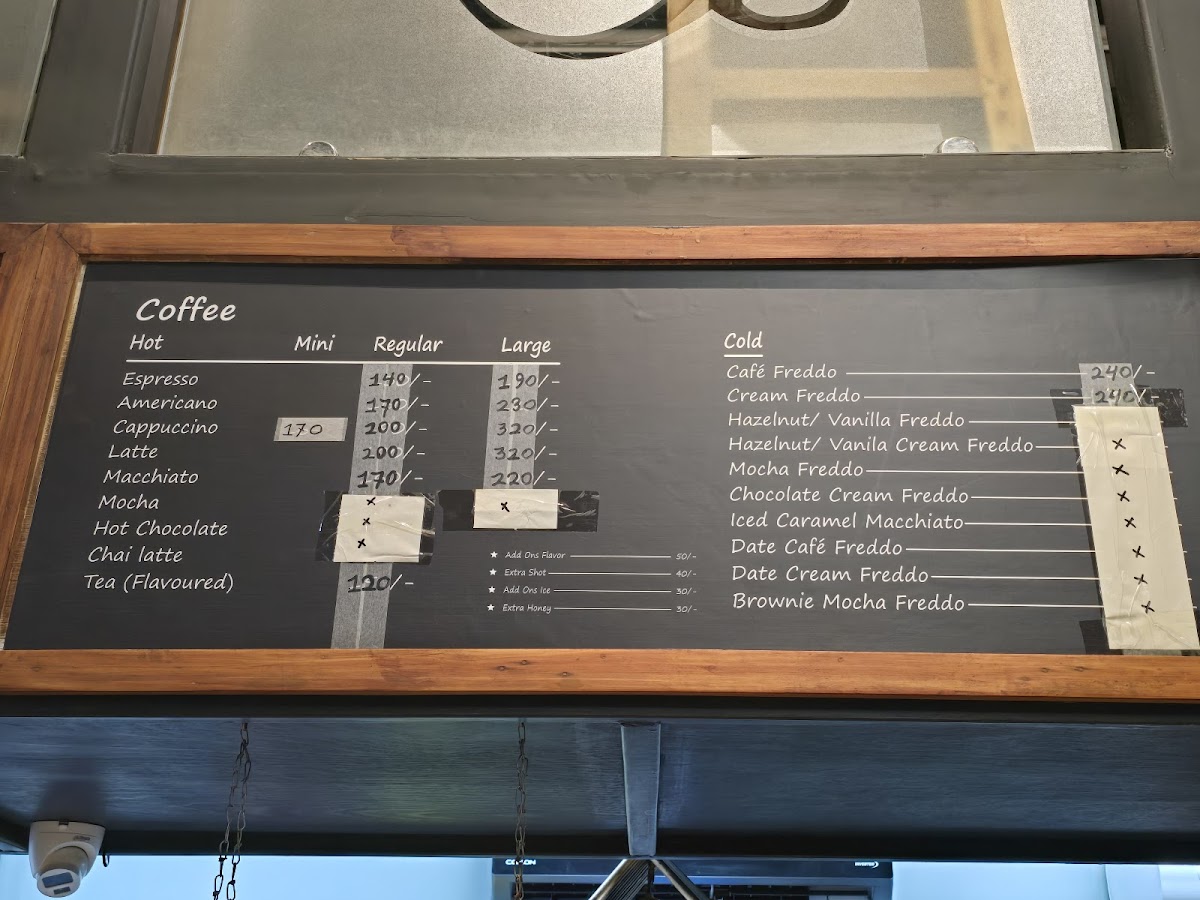 Coffee
Hot Mini Regular Large
Espresso 140/- 190/-
Americano 170/- 230/-
Cappuccino 170 200/- 320/-
Latte 200/- 320/-
Macchiato 170/- 220/-
Mocha x x
Hot Chocolate x
Chai latte x
Tea (Flavoured) 120/-
★ Add Ons Flavor 50/-
★ Extra Shot 40/-
★ Add Ons Ice 30/-
★ Extra Honey 30/-
Cold
Café Freddo 240/-
Cream Freddo 240/-
Hazelnut/ Vanilla Freddo
Hazelnut/ Vanila Cream Freddo x
Mocha Freddo x
Chocolate Cream Freddo x
Iced Caramel Macchiato x
Date Café Freddo x
Date Cream Freddo x
Brownie Mocha Freddo x